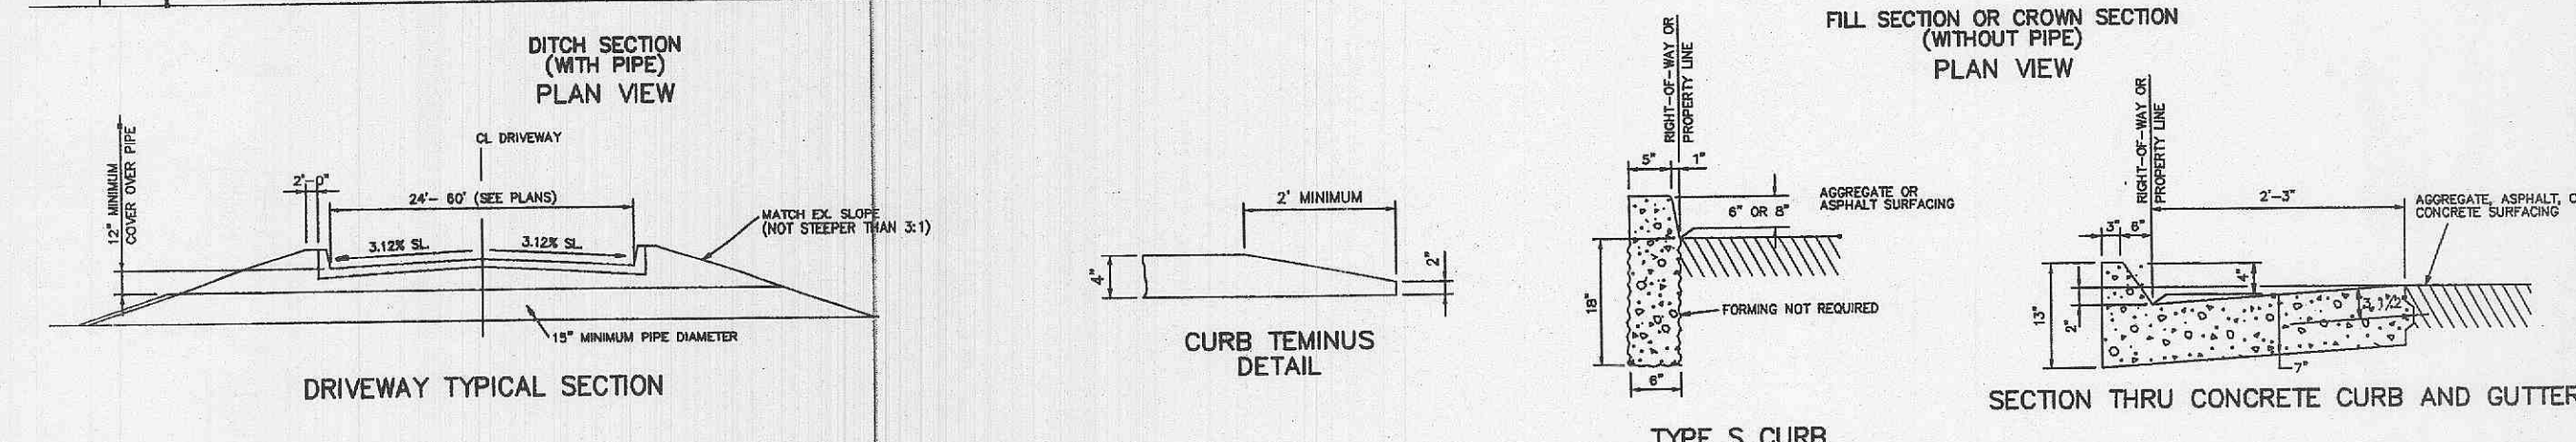 DITCH SECTION
(WITH PIPE)
PLAN VIEW
12" MINIMUM
COVER OVER PIPE
CL DRIVEWAY
2'-0"
24'- 60' (SEE PLANS)
3.12% SL.
3.12% SL.
MATCH EX. SLOPE
(NOT STEEPER THAN 3:1)
15" MINIMUM PIPE DIAMETER
DRIVEWAY TYPICAL SECTION
2' MINIMUM
4"
2"
CURB TEMINUS
DETAIL
FILL SECTION OR CROWN SECTION
(WITHOUT PIPE)
PLAN VIEW
RIGHT-OF-WAY OR
PROPERTY LINE
5"
1"
6" OR 8"
AGGREGATE OR
ASPHALT SURFACING
18"
FORMING NOT REQUIRED
6"
TYPE S CURB
RIGHT-OF-WAY OR
PROPERTY LINE
2'-3"
3"
AGGREGATE, ASPHALT,
CONCRETE SURFACING
4"
13"
2"
3 1/2"
7"
SECTION THRU CONCRETE CURB AND GUTTER